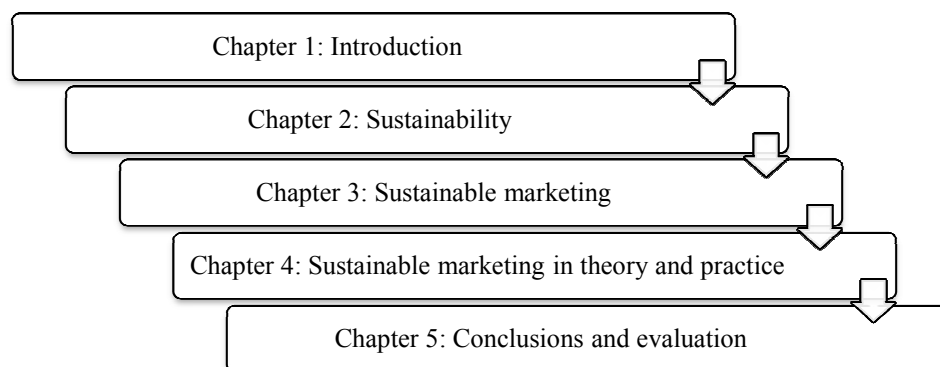 Chapter 1: Introduction
Chapter 2: Sustainability
Chapter 3: Sustainable marketing
Chapter 4: Sustainable marketing in theory and practice
Chapter 5: Conclusions and evaluation